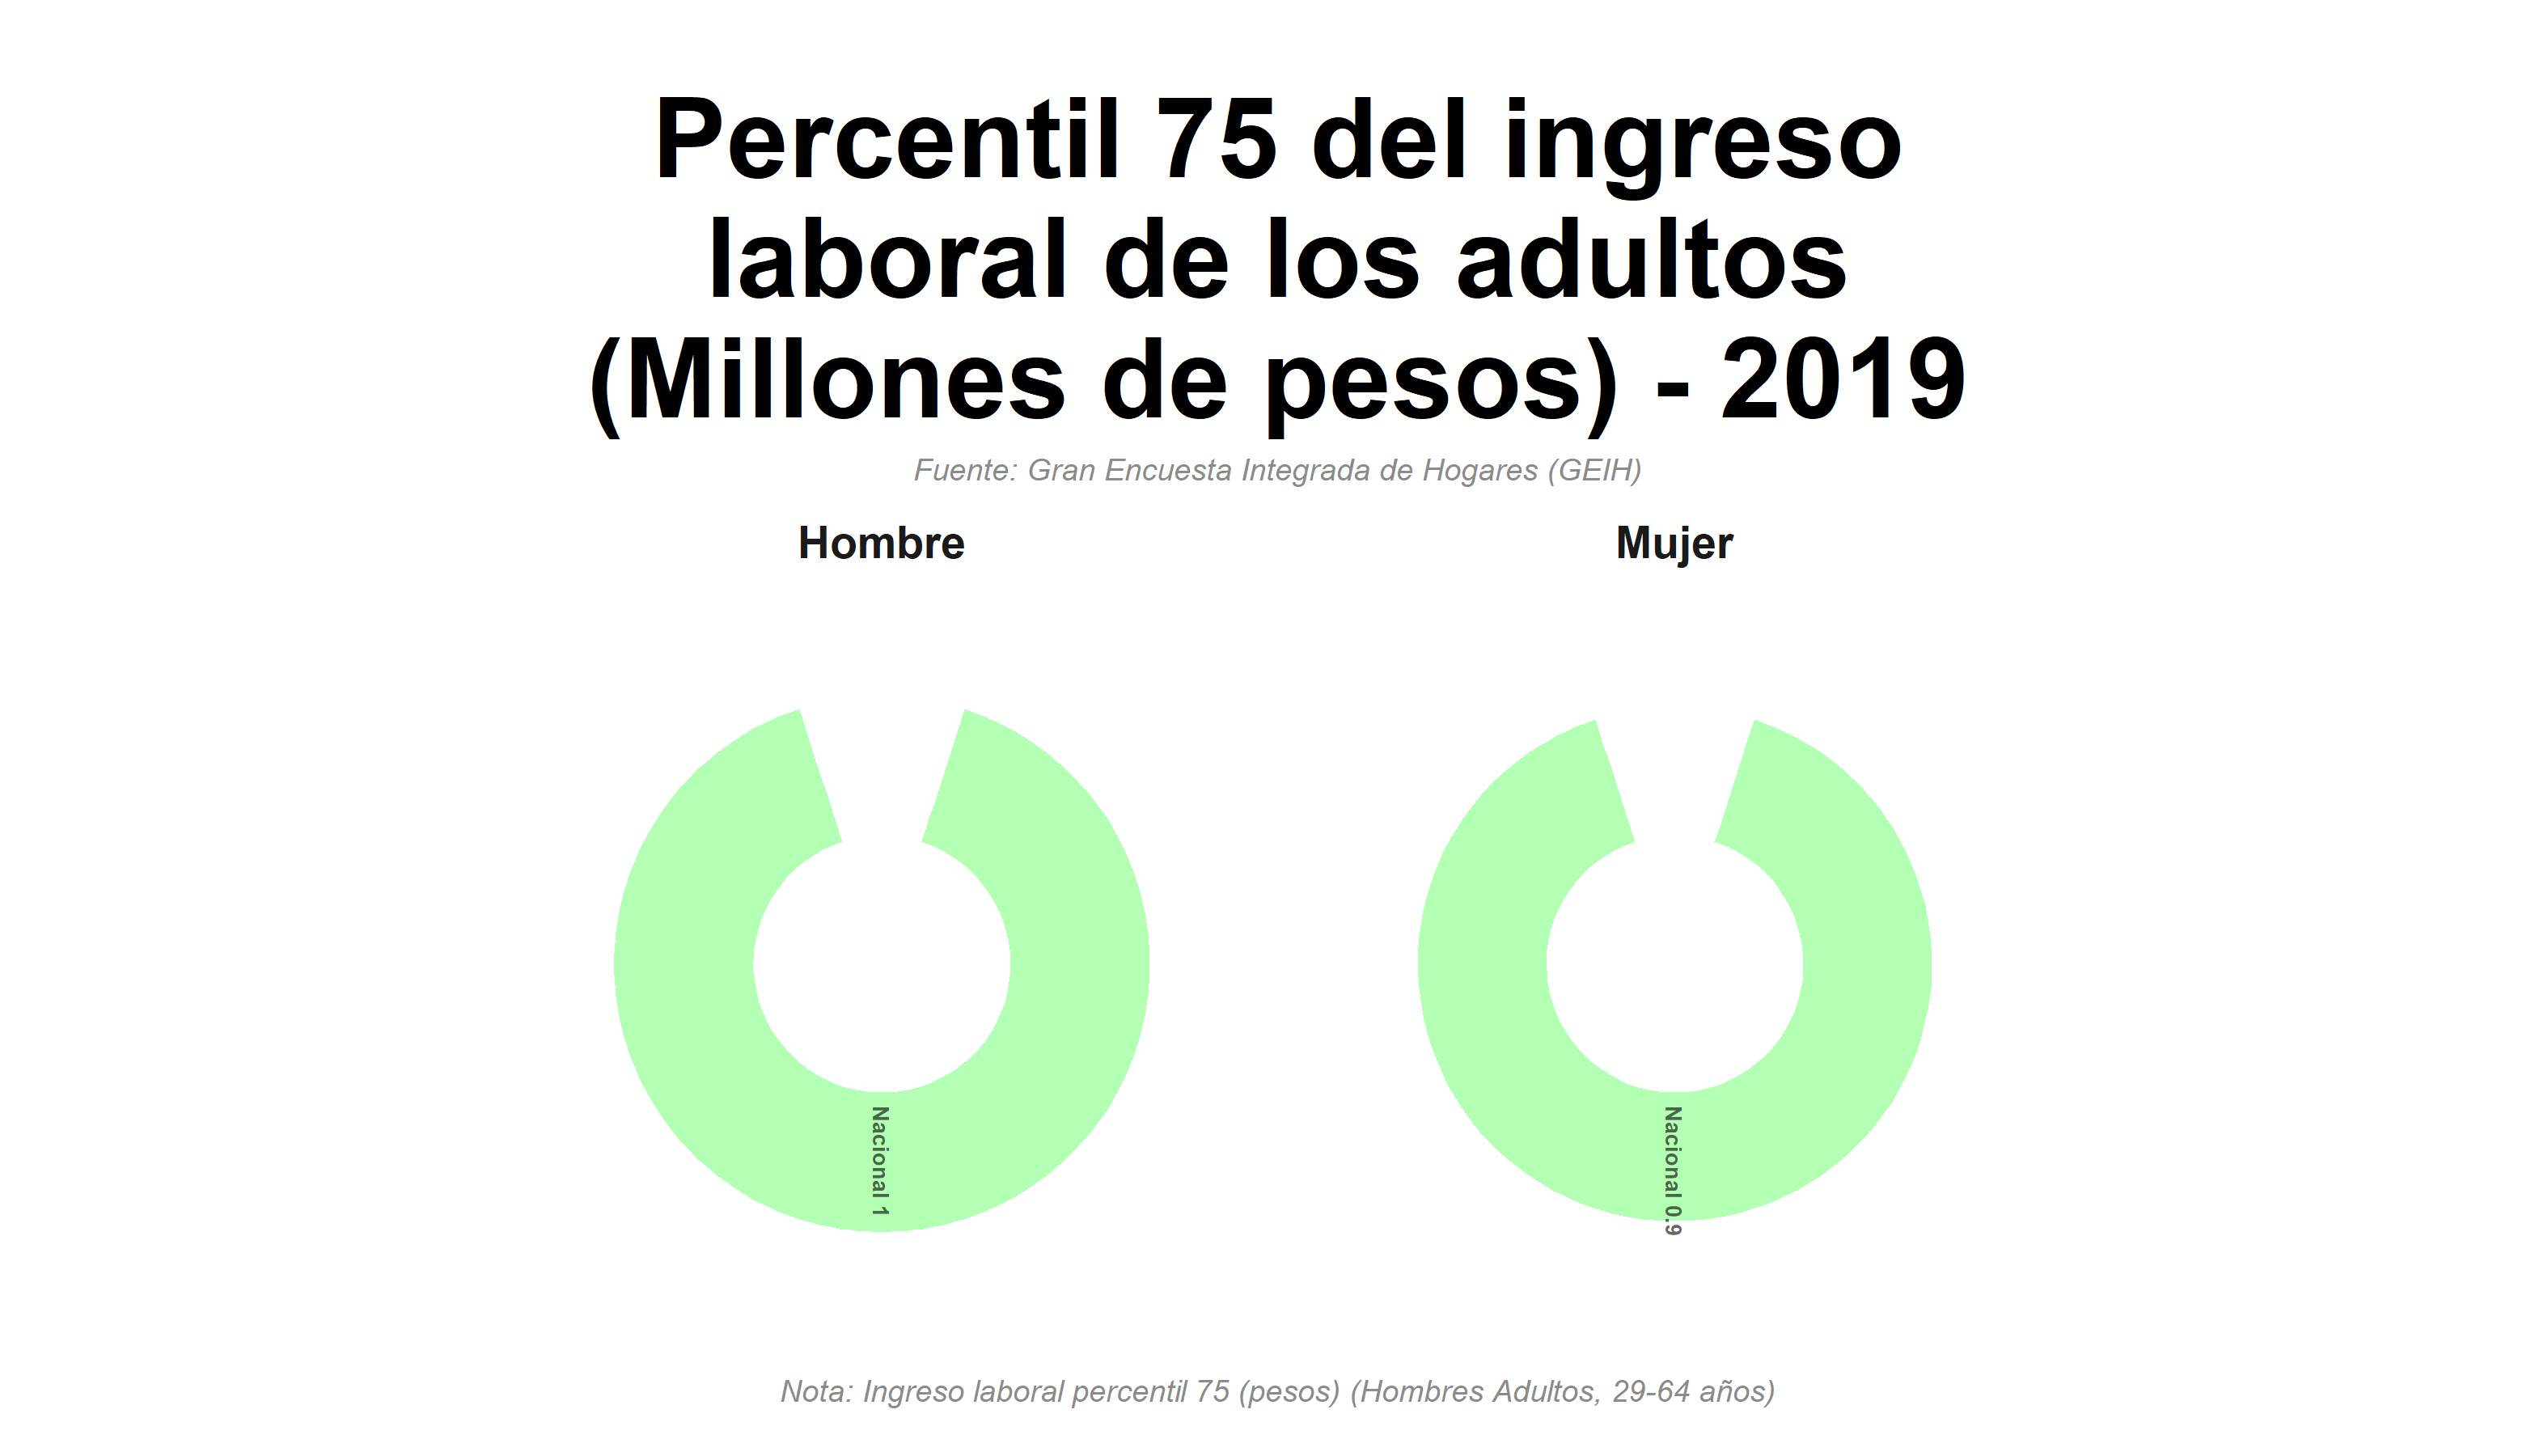 Percentil 75 del ingreso
laboral de los adultos
(Millones de pesos) - 2019
Fuente: Gran Encuesta Integrada de Hogares (GEIH)
Hombre
Mujer
Nacional 1
Nacional 0.9
Nota: Ingreso laboral percentil 75 (pesos) (Hombres Adultos, 29-64 años)